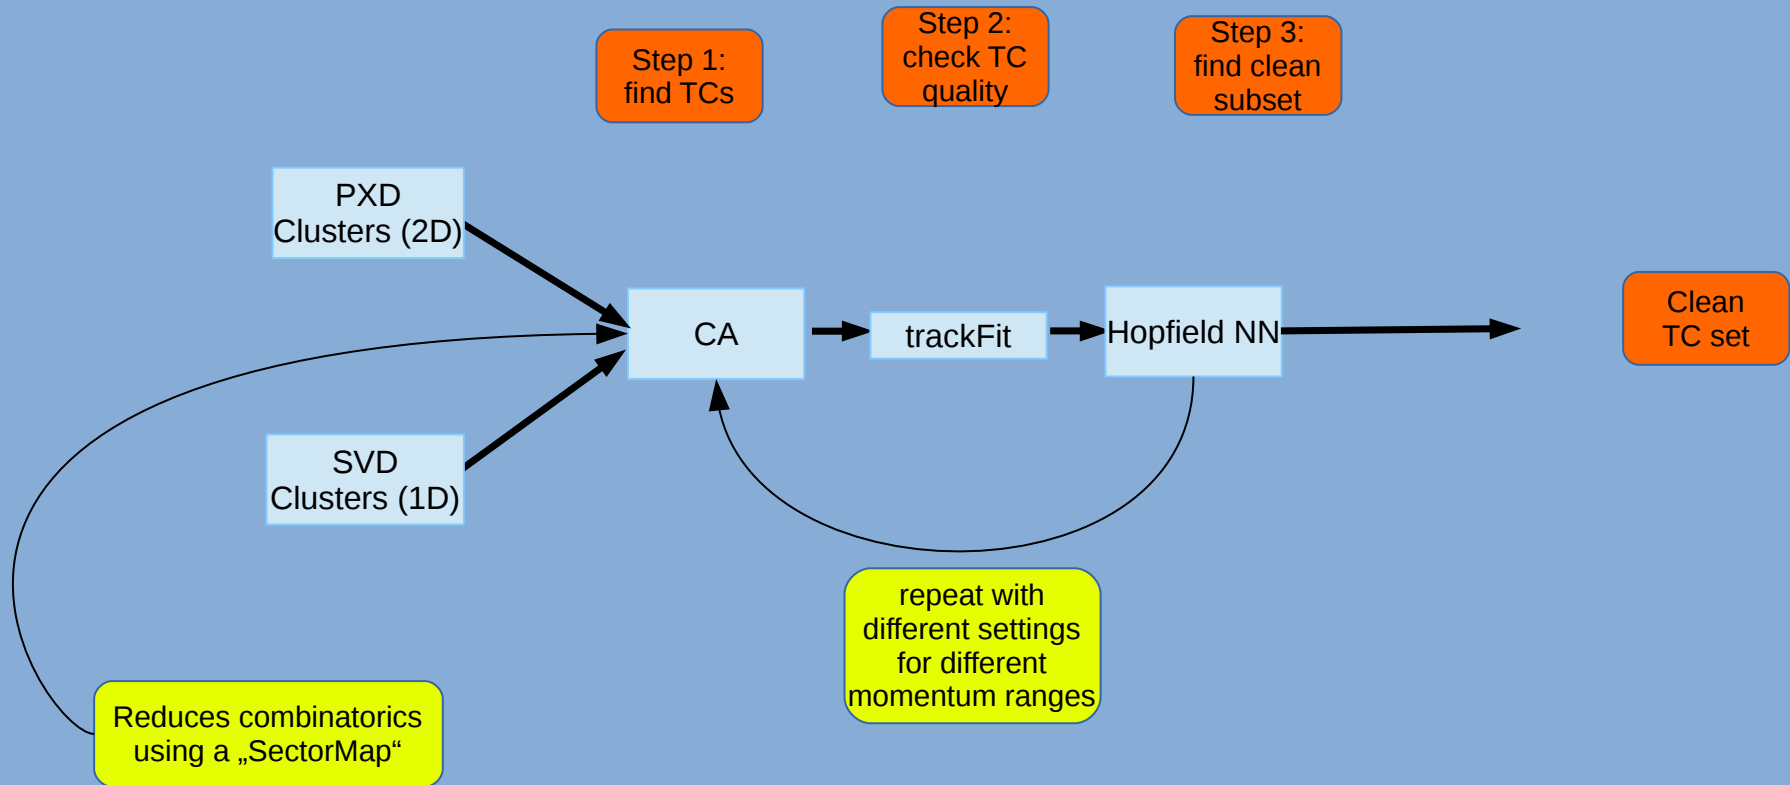 Step 1:
find TCs
Step 2:
check TC
quality
Step 3:
find clean
subset
PXD
Clusters (2D)
CA
trackFit
Hopfield NN
Clean
TC set
SVD
Clusters (1D)
repeat with
different settings
for different
momentum ranges
Reduces combinatorics
using a „SectorMap“